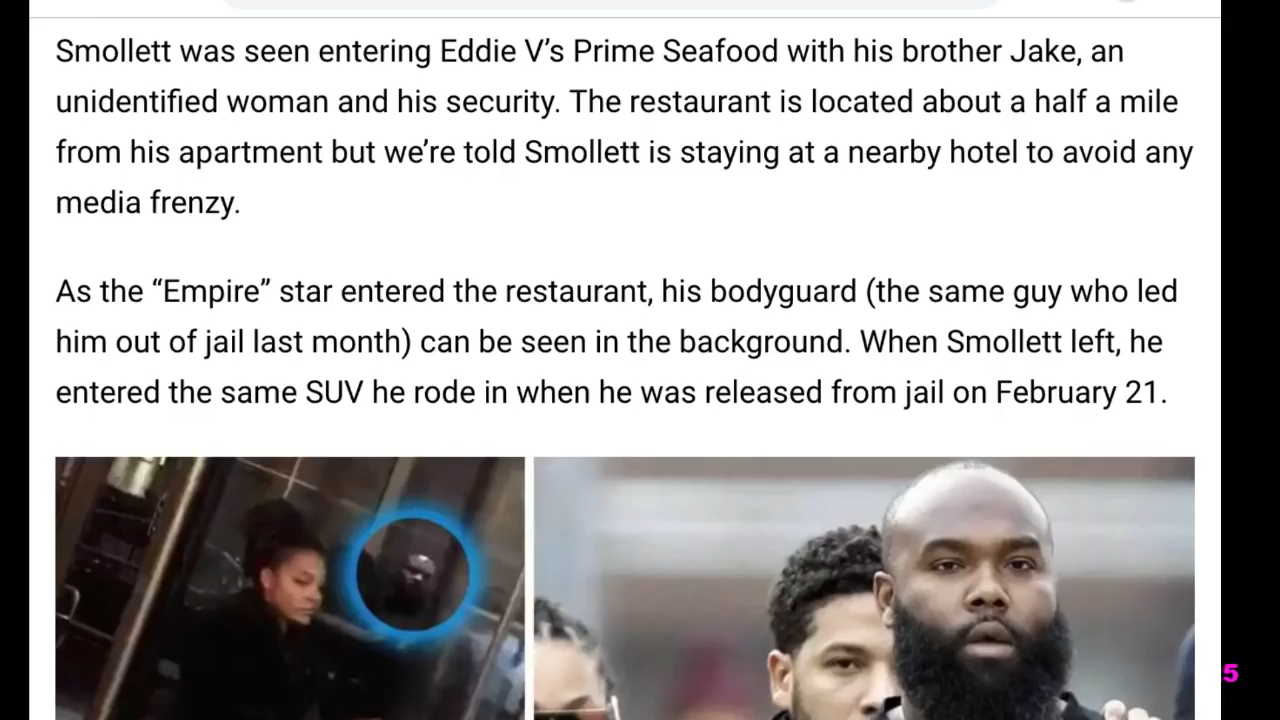 Smollett was seen entering Eddie V’s Prime Seafood with his brother Jake, an
unidentified woman and his security. The restaurant is located about a half a mile
from his apartment but we’re told Smollett is staying at a nearby hotel to avoid any
media frenzy.
As the “Empire” star entered the restaurant, his bodyguard (the same guy who led
him out of jail last month) can be seen in the background. When Smollett left, he
entered the same SUV he rode in when he was released from jail on February 21.
5